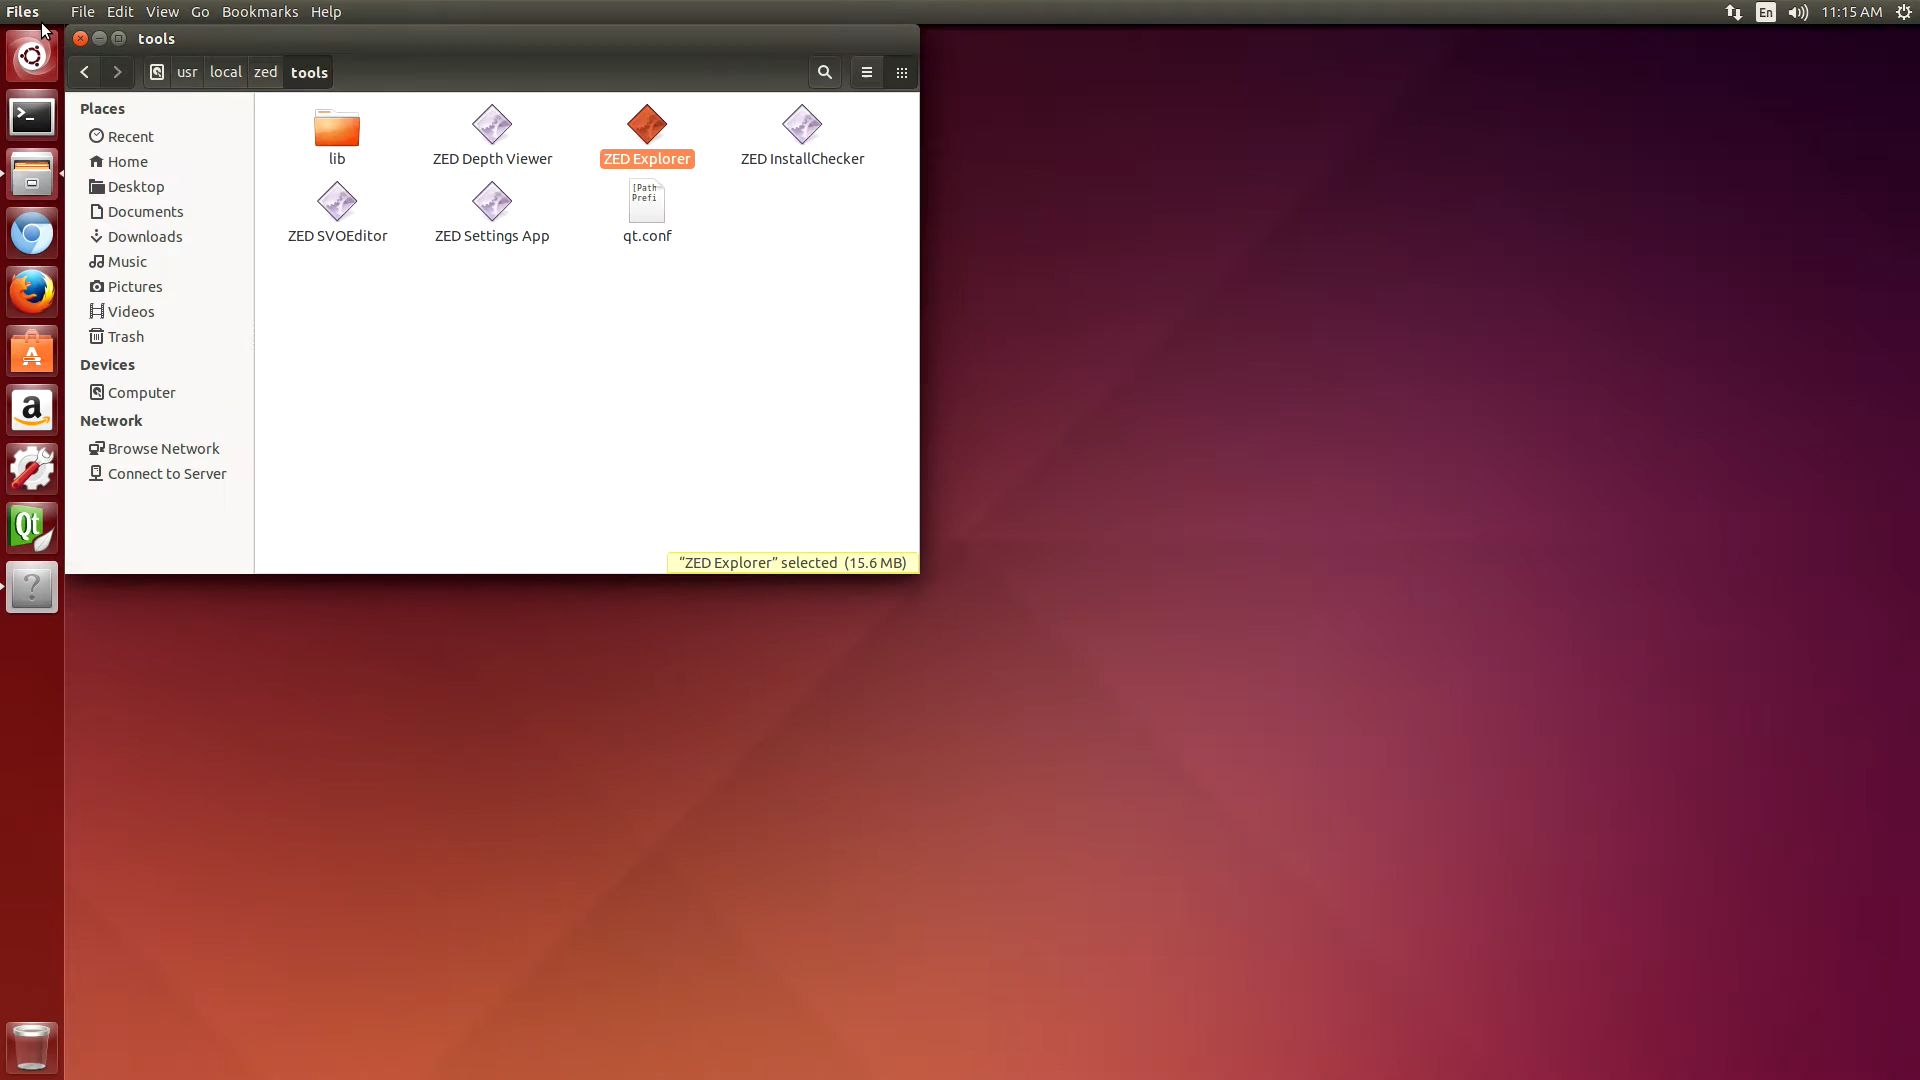 Files File Edit View Go Bookmarks Help En 11:15 AM
tools
usr local zed tools
Places
Recent
Home
Desktop
Documents
Downloads
Music
Pictures
Videos
Trash
Devices
Computer
Network
Browse Network
Connect to Server
lib ZED Depth Viewer ZED Explorer ZED InstallChecker
[Path
Prefi
ZED SVOEditor ZED Settings App qt.conf
“ZED Explorer” selected (15.6 MB)
>_
A
a
Qt
?